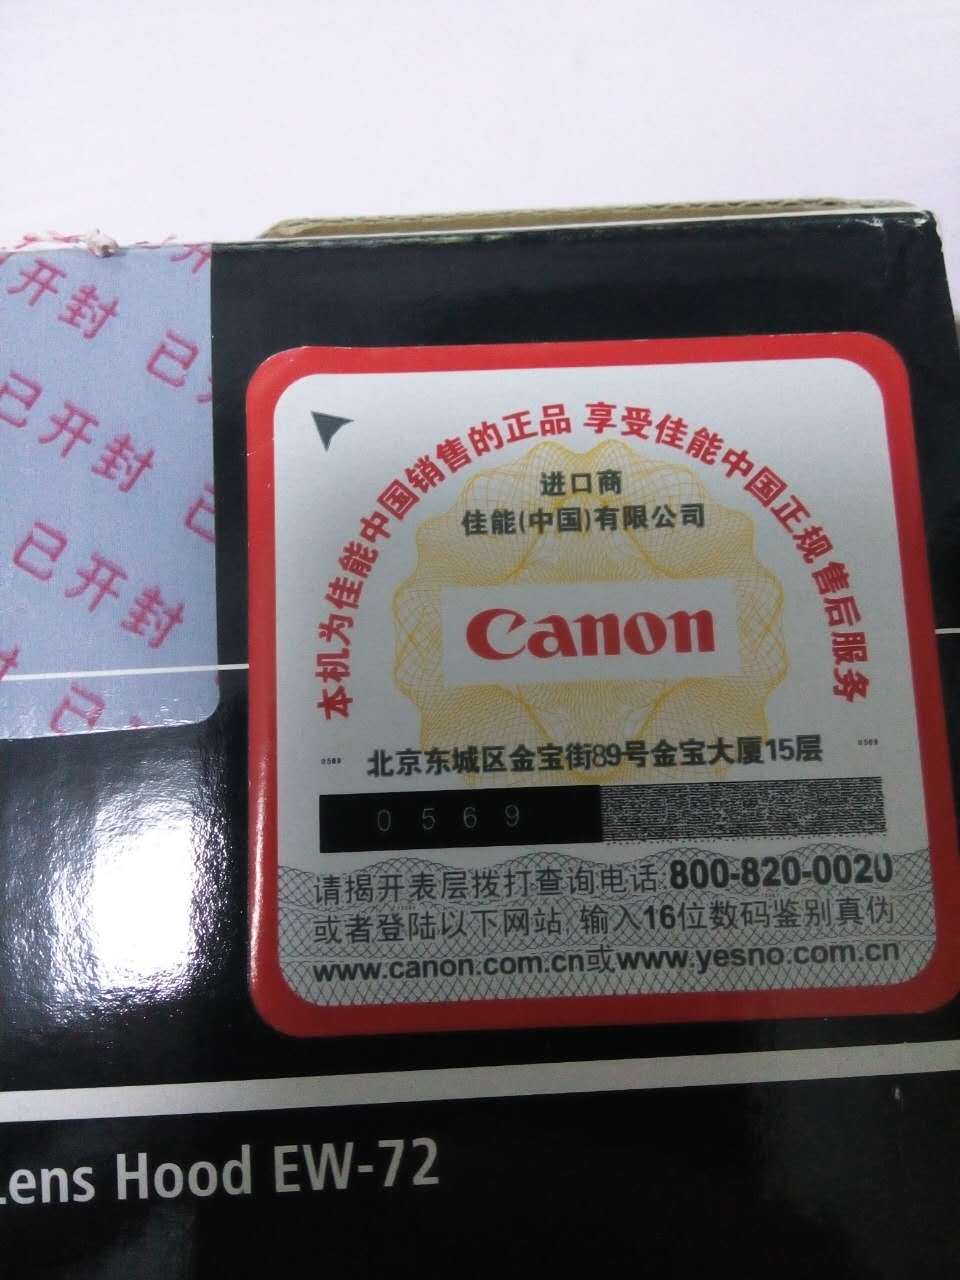 开封 已
已开封
已开封
已
本机为佳能中国销售的正品 享受佳能中国正规售后服务
进口商
佳能(中国)有限公司
Canon
0569 北京东城区金宝街89号金宝大厦15层 0569
0569
请揭开表层拨打查询电话:800-820-0020
或者登陆以下网站,输入16位数码鉴别真伪
www.canon.com.cn或www.yesno.com.cn
Lens Hood EW-72